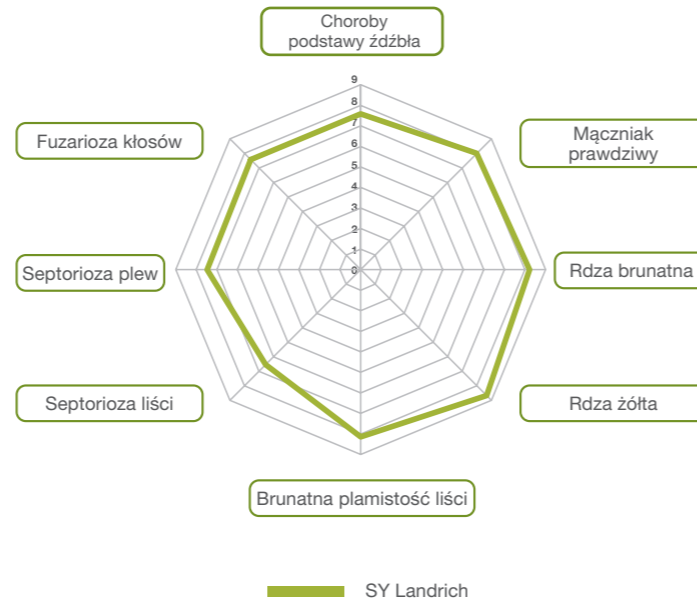 Choroby
podstawy źdźbła
9
8
7
6
5
4
3
2
1
0
Fuzarioza kłosów
Mączniak
prawdziwy
Septorioza plew
Rdza brunatna
Septorioza liści
Rdza żółta
Brunatna plamistość liści
SY Landrich